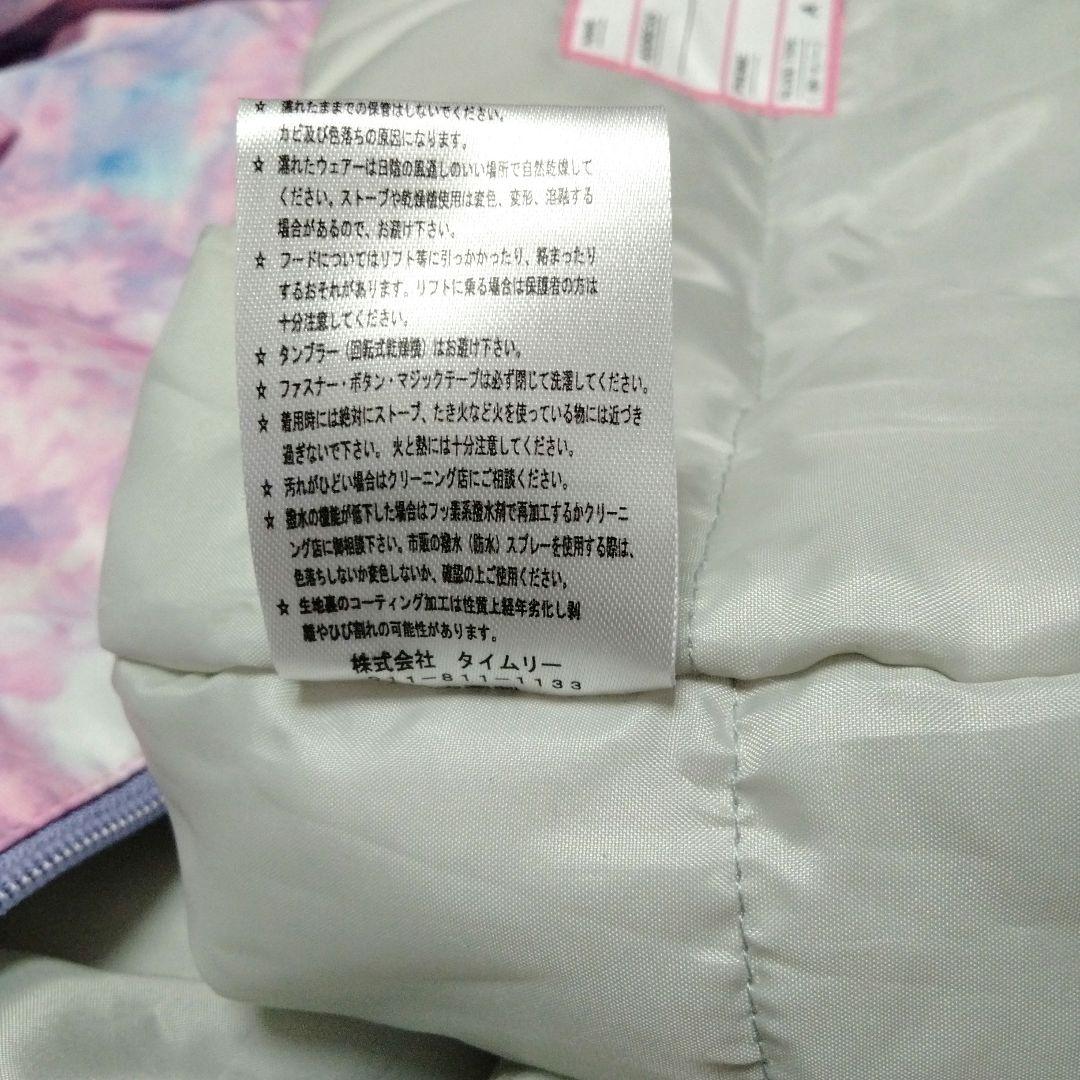 ☆ 濡れたままでの保管はしないでください。
カビ及び色落ちの原因になります。
☆ 濡れたウェアーは日陰の風通しのいい場所で自然乾燥して
ください。ストーブや乾燥機使用は変色、変形、溶融する
場合があるので、お避け下さい。
☆ フードについてはリフト等に引っかかったり、絡まったり
するおそれがあります。リフトに乗る場合は保護者の方は
十分注意してください。
☆ タンブラー（回転式乾燥機）はお避け下さい。
☆ ファスナー・ボタン・マジックテープは必ず閉じて洗濯してください。
☆ 着用時には絶対にストーブ、たき火など火を使っている物には近づき
過ぎないで下さい。 火と熱には十分注意してください。
☆ 汚れがひどい場合はクリーニング店にご相談ください。
☆ 撥水の機能が低下した場合はフッ素系撥水剤で再加工するかクリーニ
ング店に御相談下さい。市販の撥水（防水）スプレーを使用する際は、
色落ちしないか変色しないか、確認の上ご使用ください。
☆ 生地裏のコーティング加工は性質上経年劣化し剥
離やひび割れの可能性があります。
株式会社 タイムリー
011-811-1133